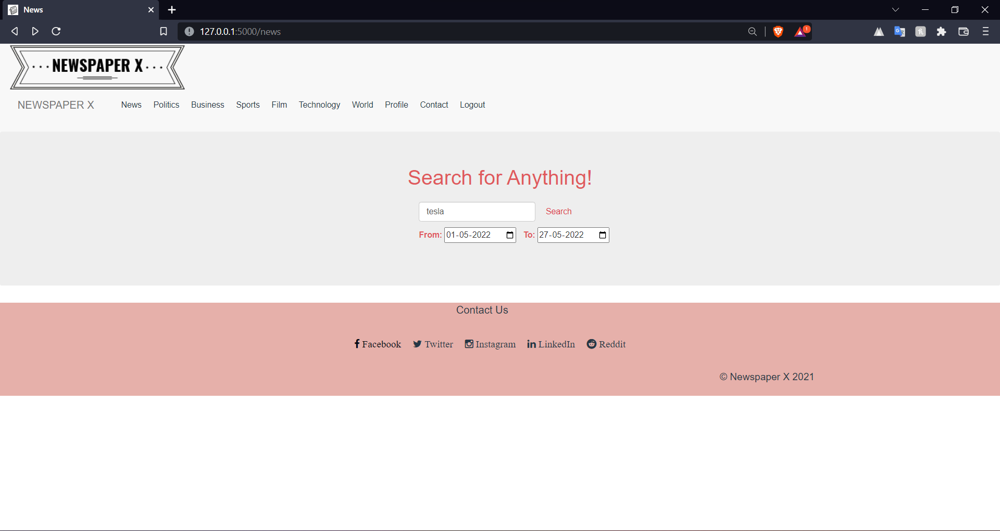 News
127.0.0.1:5000/news
1
··· NEWSPAPER X ···
NEWSPAPER X News Politics Business Sports Film Technology World Profile Contact Logout
Search for Anything!
tesla Search
From: 01-05-2022 To: 27-05-2022
Contact Us
Facebook Twitter Instagram LinkedIn Reddit
© Newspaper X 2021